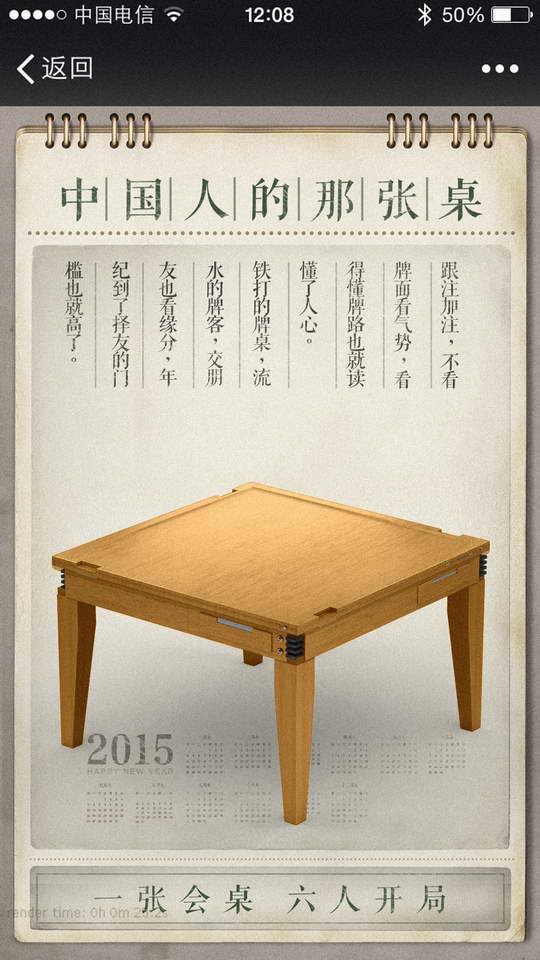 中国电信 12:08 50%
返回
中国人的那张桌
跟注加注，不看
牌面看气势，看
得懂牌路也就读
懂了人心。
铁打的牌桌，流
水的牌客，交朋
友也看缘分，年
纪到了择友的门
槛也就高了。
2015
HAPPY NEW YEAR
一张会桌 六人开局
render time: 0h 0m